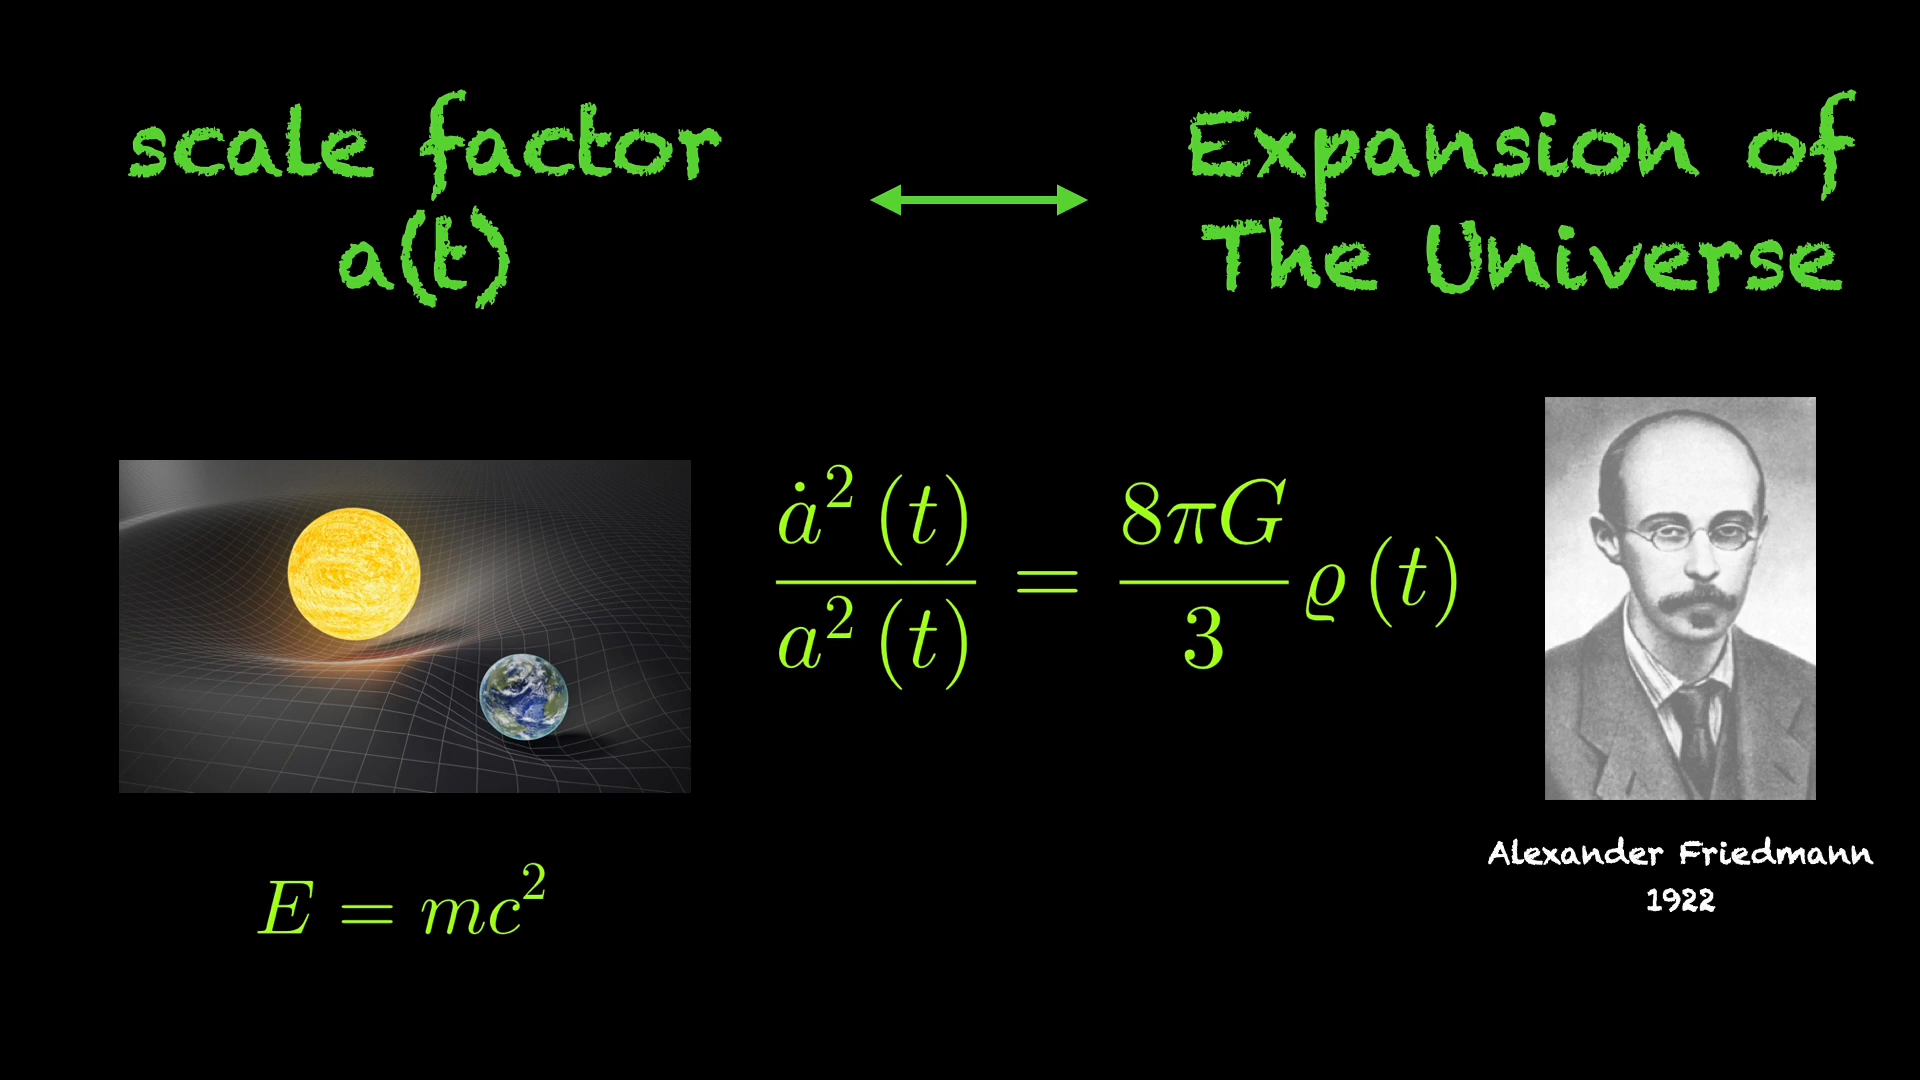 scale factor
a(t)
Expansion of
The Universe
ȧ² (t) / a² (t) = 8πG / 3 ϱ (t)
E = mc²
Alexander Friedmann
1922